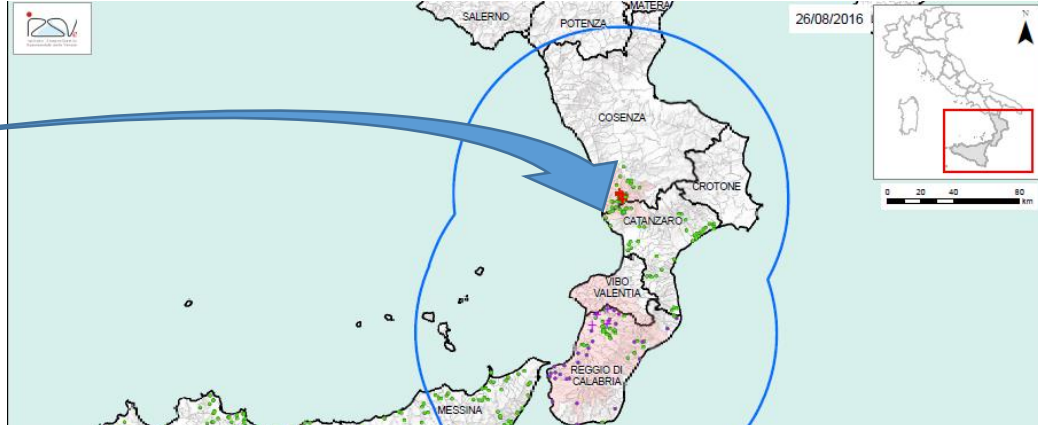 MATERA
SALERNO
POTENZA
26/08/2016
N
COSENZA
CROTONE
0 20 40 80
km
CATANZARO
VIBO
VALENTIA
REGGIO DI
CALABRIA
MESSINA